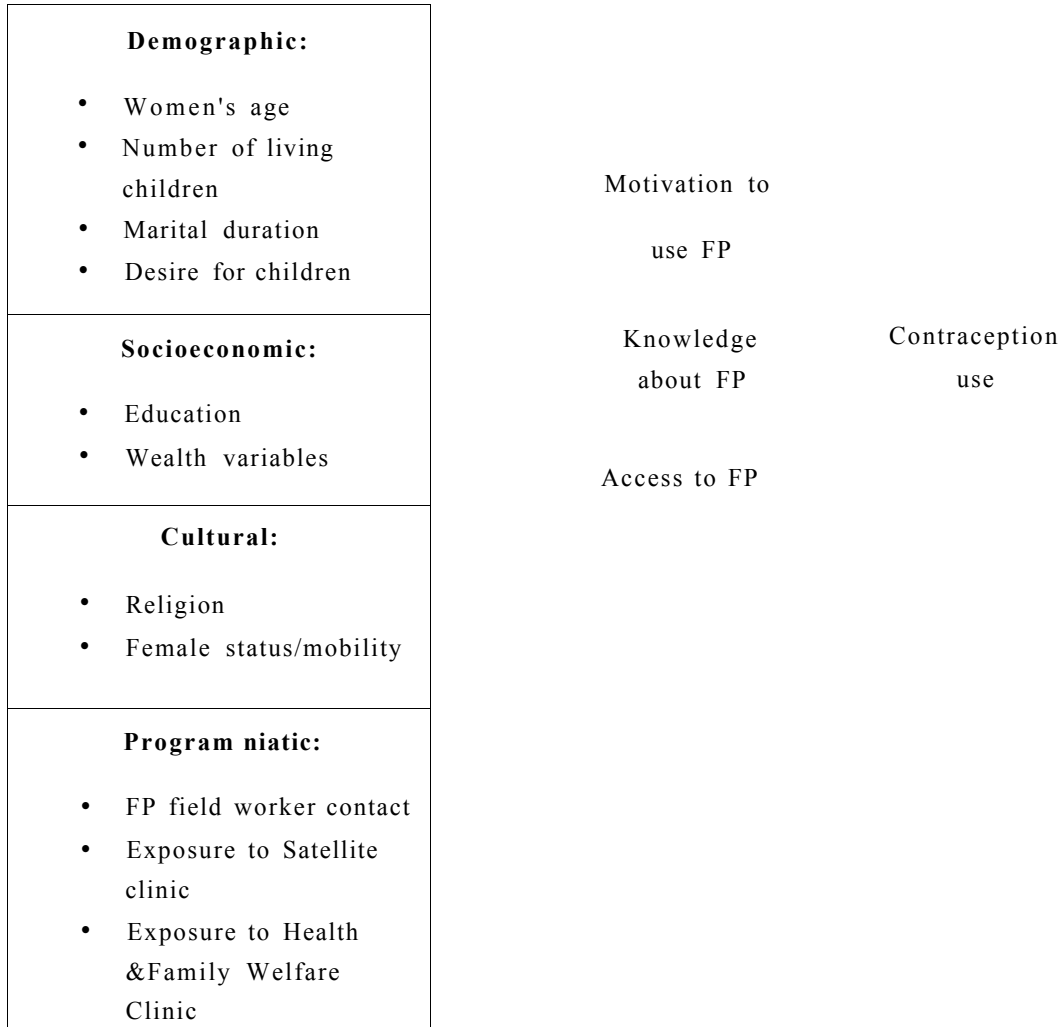 Demographic:
• Women's age
• Number of living
children
• Marital duration
• Desire for children
Socioeconomic:
• Education
• Wealth variables
Cultural:
• Religion
• Female status/mobility
Program niatic:
• FP field worker contact
• Exposure to Satellite
clinic
• Exposure to Health
&Family Welfare
Clinic
Motivation to
use FP
Knowledge
about FP
Access to FP
Contraception
use